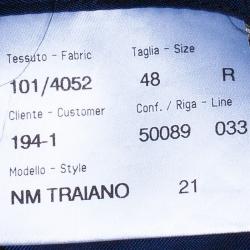 Tessuto - Fabric Taglia - Size
101/4052 48 R
Cliente - Customer Conf. / Riga - Line
194-1 50089 033
Modello - Style
NM TRAIANO 21